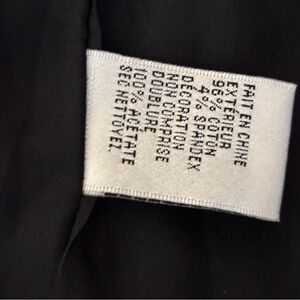 FAIT EN CHINE
EXTÉRIEUR
96% COTON
4% SPANDEX
DÉCORATION
NON COMPRISE
DOUBLURE
100% ACÉTATE
SEC NETTOYEZ.